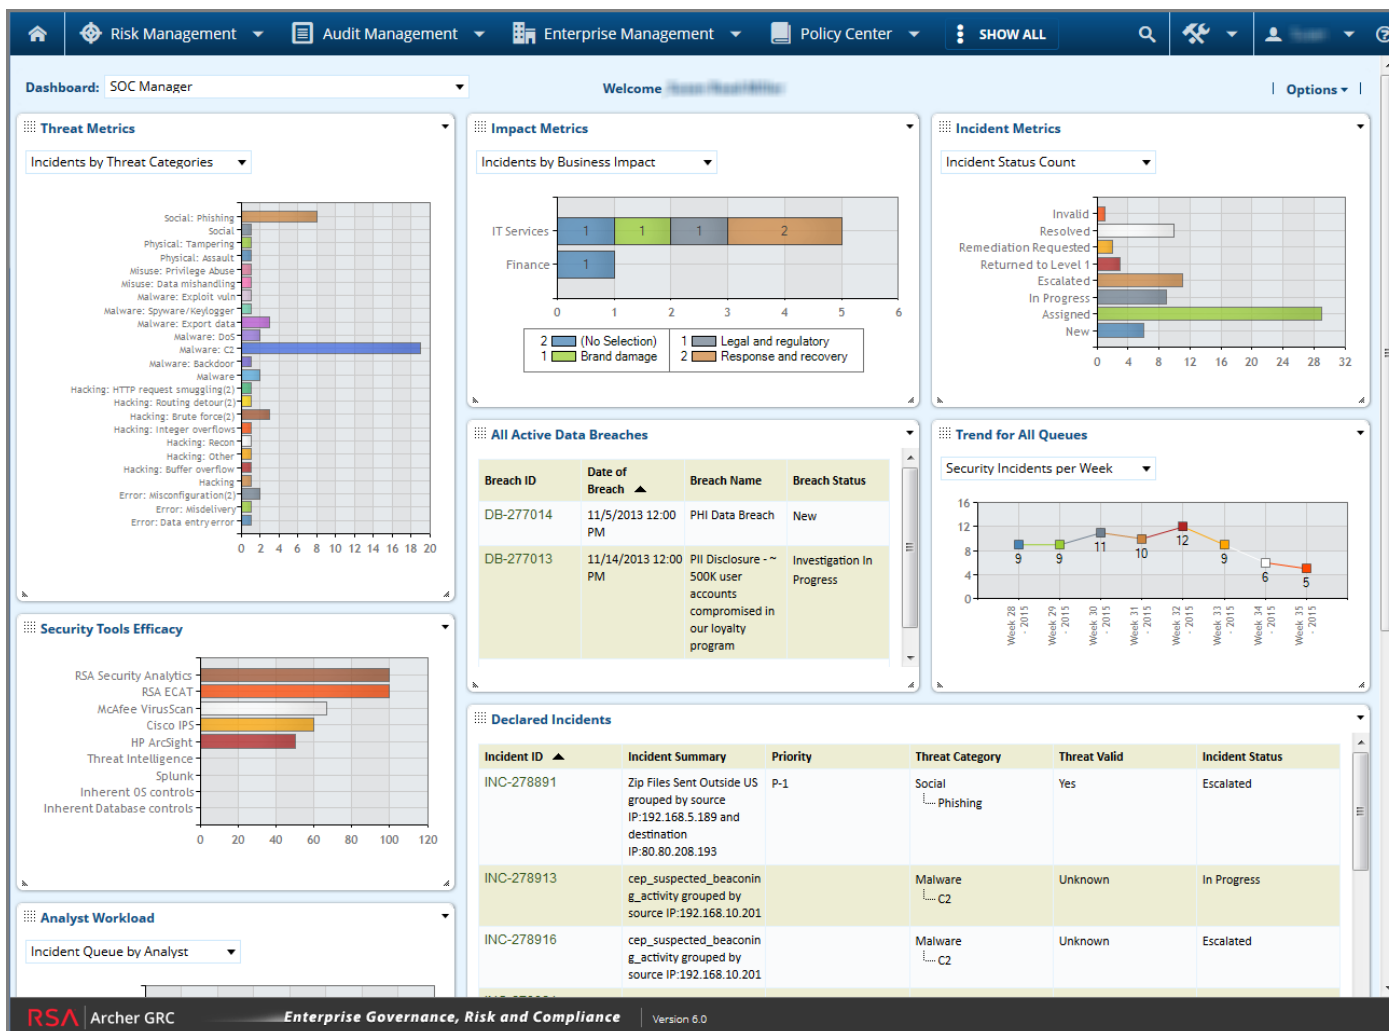 Risk Management
Audit Management
Enterprise Management
Policy Center
SHOW ALL
Dashboard: SOC Manager
Welcome
Options
Threat Metrics
Incidents by Threat Categories
Social: Phishing
Social
Physical: Tampering
Physical: Assault
Misuse: Privilege Abuse
Misuse: Data mishandling
Malware: Exploit vuln
Malware: Spyware/Keylogger
Malware: Export data
Malware: DoS
Malware: C2
Malware: Backdoor
Malware
Hacking: HTTP request smuggling(2)
Hacking: Routing detour(2)
Hacking: Brute force(2)
Hacking: Integer overflows
Hacking: Recon
Hacking: Other
Hacking: Buffer overflow
Hacking
Error: Misconfiguration(2)
Error: Misdelivery
Error: Data entry error
0 2 4 6 8 10 12 14 16 18 20
Impact Metrics
Incidents by Business Impact
IT Services 1 1 1 2
Finance 1
0 1 2 3 4 5 6
2 (No Selection) 1 Legal and regulatory
1 Brand damage 2 Response and recovery
Incident Metrics
Incident Status Count
Invalid
Resolved
Remediation Requested
Returned to Level 1
Escalated
In Progress
Assigned
New
0 4 8 12 16 20 24 28 32
All Active Data Breaches
Breach ID
Date of
Breach
Breach Name
Breach Status
DB-277014
11/5/2013 12:00
PM
PHI Data Breach
New
DB-277013
11/14/2013 12:00
PM
PII Disclosure - ~
500K user
accounts
compromised in
our loyalty
program
Investigation In
Progress
Trend for All Queues
Security Incidents per Week
16
12
8
4
0
9 9 11 10 12 9 6 5
Week 28
- 2015
Week 29
- 2015
Week 30
- 2015
Week 31
- 2015
Week 32
- 2015
Week 33
- 2015
Week 34
- 2015
Week 35
- 2015
Security Tools Efficacy
RSA Security Analytics
RSA ECAT
McAfee VirusScan
Cisco IPS
HP ArcSight
Threat Intelligence
Splunk
Inherent OS controls
Inherent Database controls
0 20 40 60 80 100 120
Declared Incidents
Incident ID
Incident Summary
Priority
Threat Category
Threat Valid
Incident Status
INC-278891
Zip Files Sent Outside US
grouped by source
IP:192.168.5.189 and
destination
IP:80.80.208.193
P-1
Social
Phishing
Yes
Escalated
INC-278913
cep_suspected_beaconin
g_activity grouped by
source IP:192.168.10.201
Malware
C2
Unknown
In Progress
INC-278916
cep_suspected_beaconin
g_activity grouped by
source IP:192.168.10.201
Malware
C2
Unknown
Escalated
Analyst Workload
Incident Queue by Analyst
RSA Archer GRC
Enterprise Governance, Risk and Compliance
Version 6.0